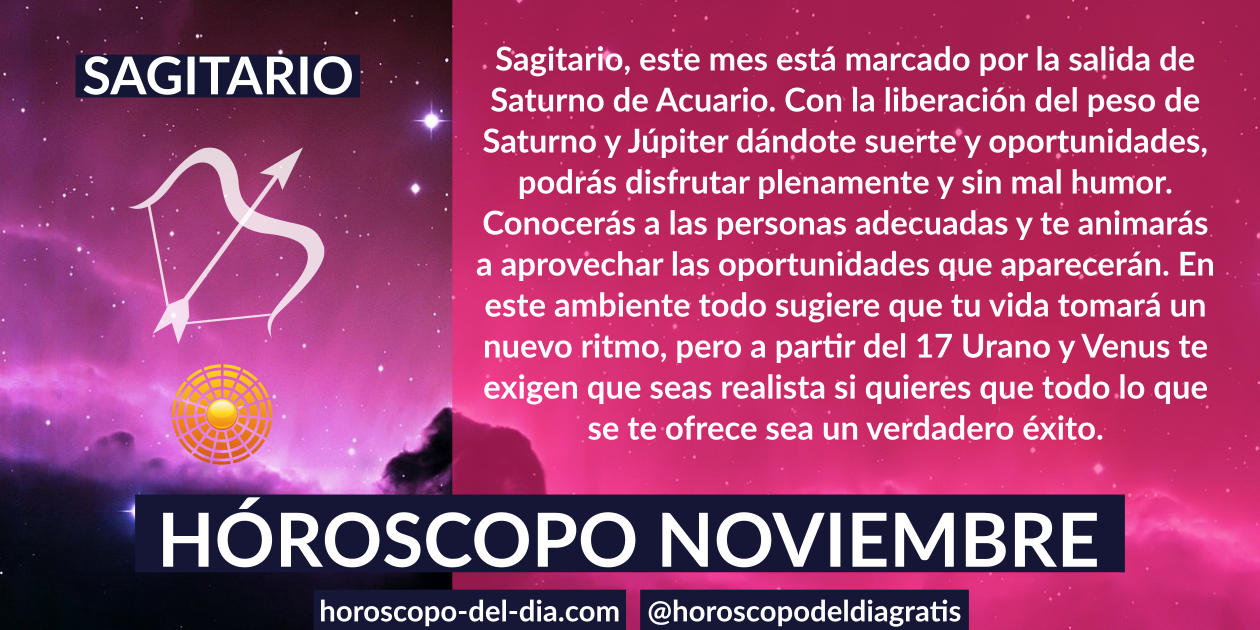 SAGITARIO
Sagitario, este mes está marcado por la salida de
Saturno de Acuario. Con la liberación del peso de
Saturno y Júpiter dándote suerte y oportunidades,
podrás disfrutar plenamente y sin mal humor.
Conocerás a las personas adecuadas y te animarás
a aprovechar las oportunidades que aparecerán. En
este ambiente todo sugiere que tu vida tomará un
nuevo ritmo, pero a partir del 17 Urano y Venus te
exigen que seas realista si quieres que todo lo que
se te ofrece sea un verdadero éxito.
HÓROSCOPO NOVIEMBRE
horoscopo-del-dia.com
@horoscopodeldiagratis